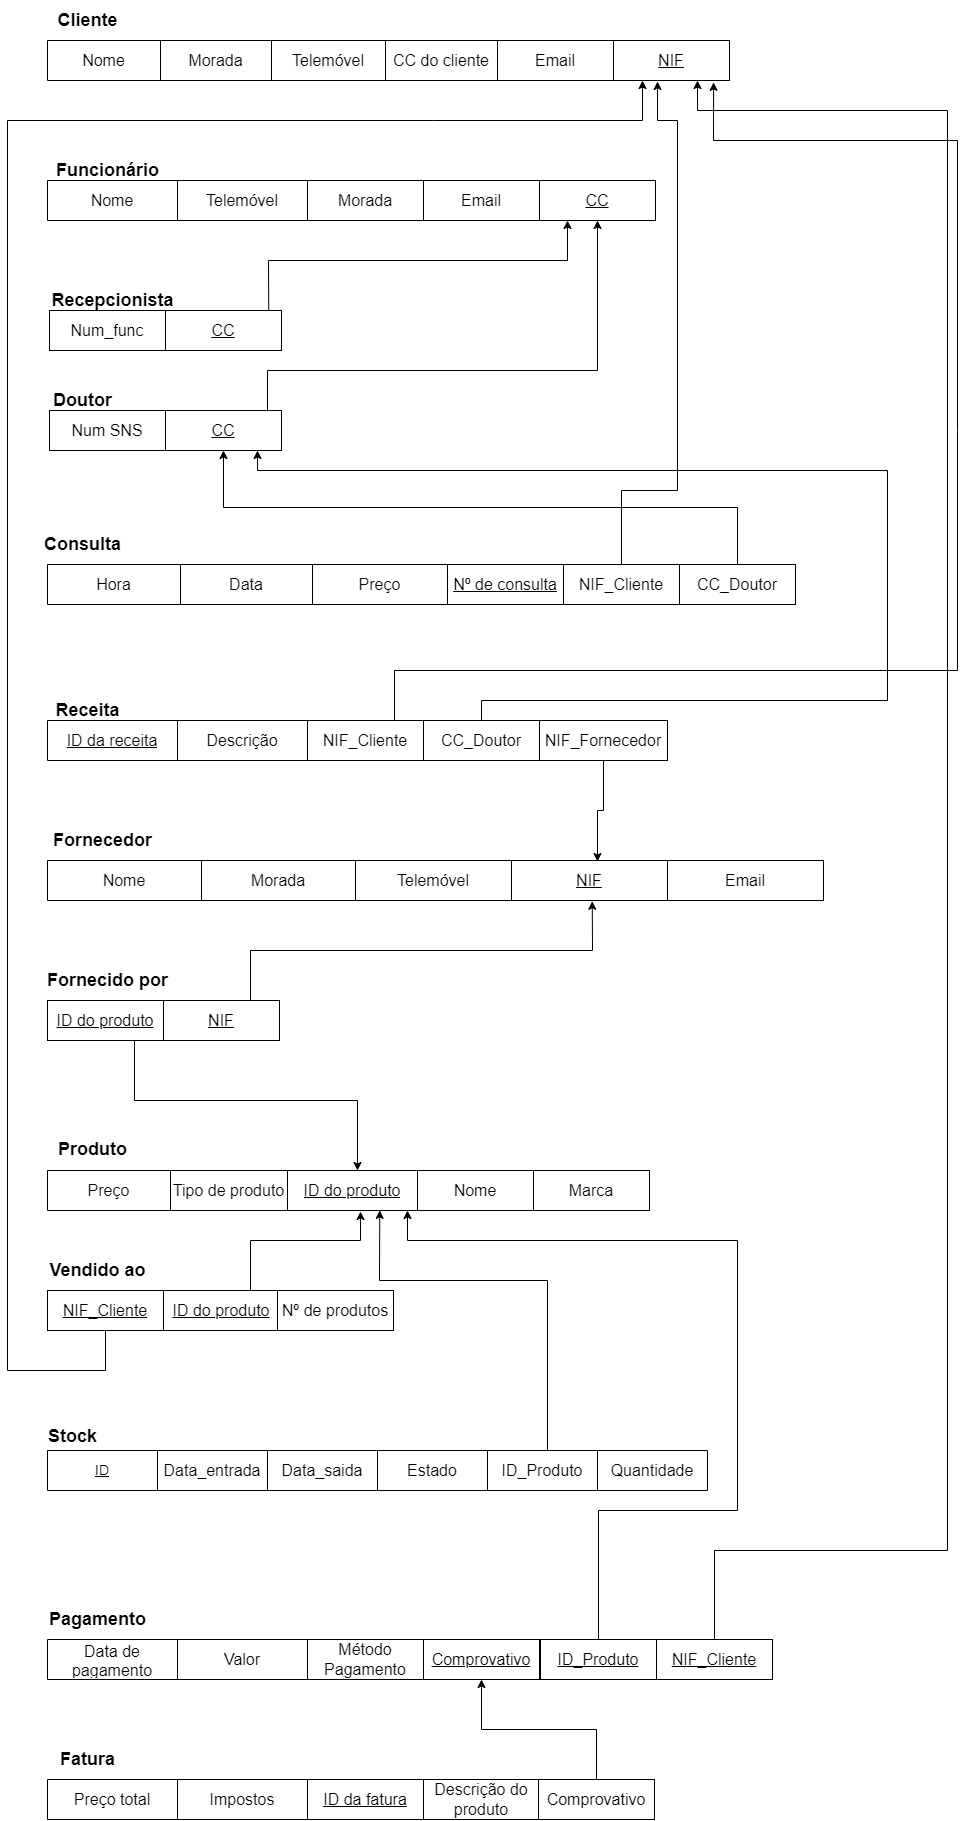 Cliente
Nome Morada Telemóvel CC do cliente Email NIF
Funcionário
Nome Telemóvel Morada Email CC
Recepcionista
Num_func CC
Doutor
Num SNS CC
Consulta
Hora Data Preço Nº de consulta NIF_Cliente CC_Doutor
Receita
ID da receita Descrição NIF_Cliente CC_Doutor NIF_Fornecedor
Fornecedor
Nome Morada Telemóvel NIF Email
Fornecido por
ID do produto NIF
Produto
Preço Tipo de produto ID do produto Nome Marca
Vendido ao
NIF_Cliente ID do produto Nº de produtos
Stock
ID Data_entrada Data_saida Estado ID_Produto Quantidade
Pagamento
Data de
pagamento
Valor
Método
Pagamento
Comprovativo ID_Produto NIF_Cliente
Fatura
Preço total Impostos ID da fatura
Descrição do
produto
Comprovativo